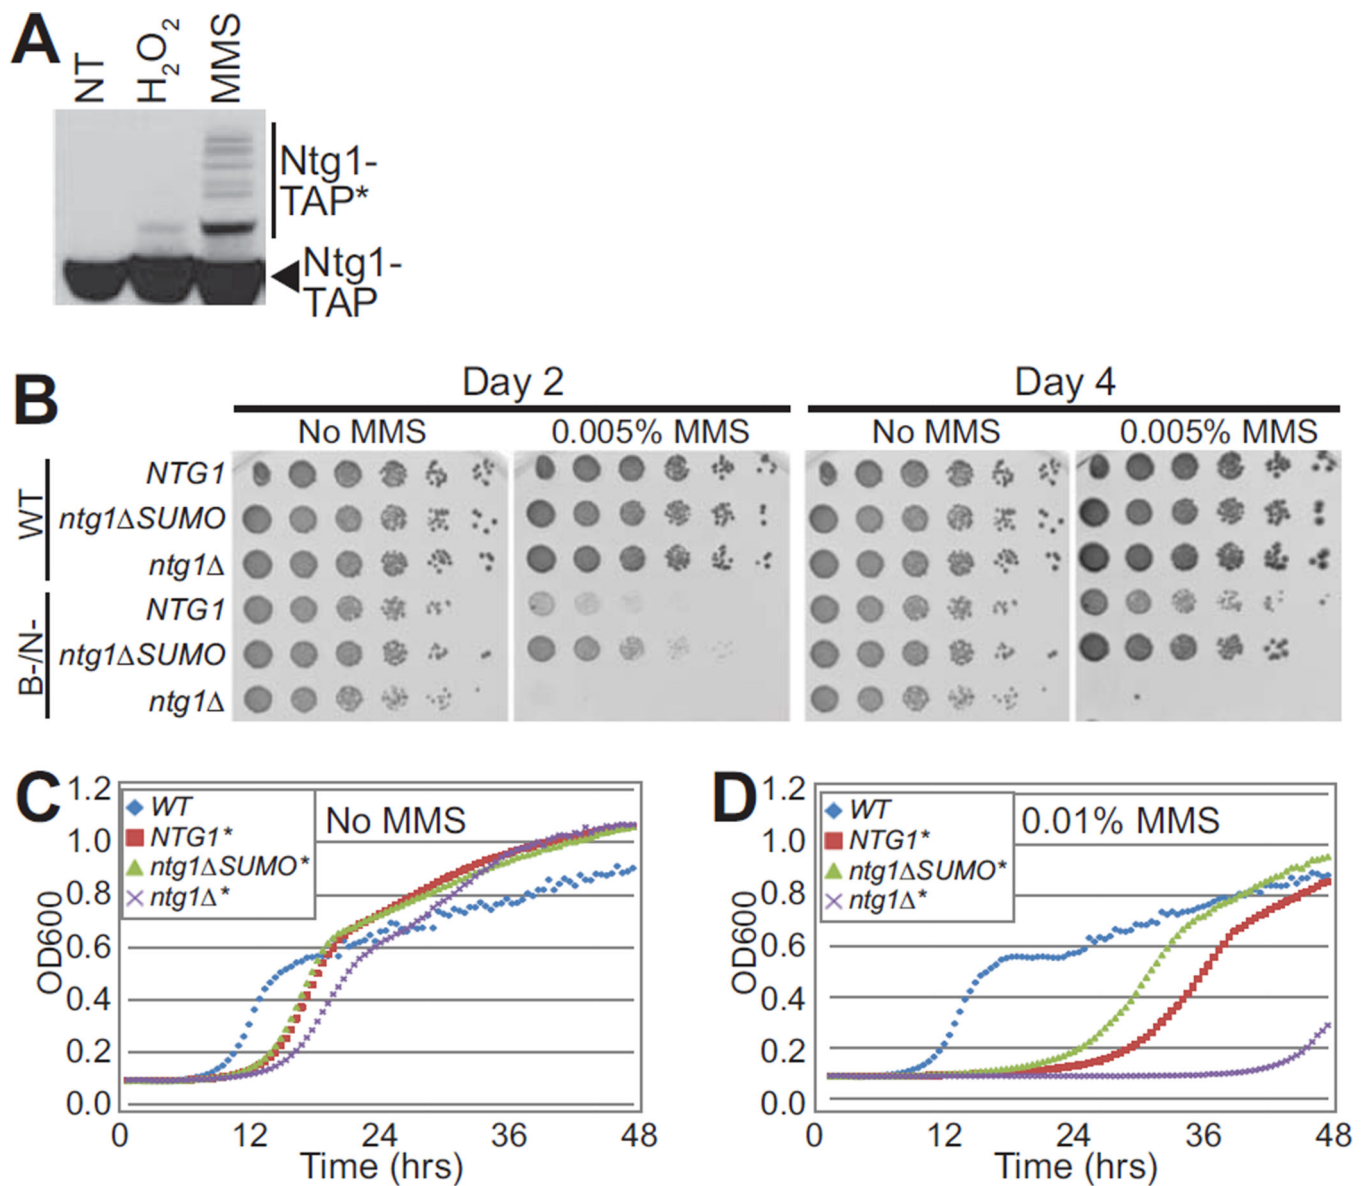 A
NT
H2O2
MMS
Ntg1-
TAP*
Ntg1-
TAP
B
Day 2
Day 4
No MMS
0.005% MMS
No MMS
0.005% MMS
WT
NTG1
ntg1ΔSUMO
ntg1Δ
B-/N-
NTG1
ntg1ΔSUMO
ntg1Δ
C
No MMS
WT
NTG1*
ntg1ΔSUMO*
ntg1Δ*
OD600
1.2
1.0
0.8
0.6
0.4
0.2
0.0
0 12 24 36 48
Time (hrs)
D
0.01% MMS
WT
NTG1*
ntg1ΔSUMO*
ntg1Δ*
OD600
1.2
1.0
0.8
0.6
0.4
0.2
0.0
0 12 24 36 48
Time (hrs)